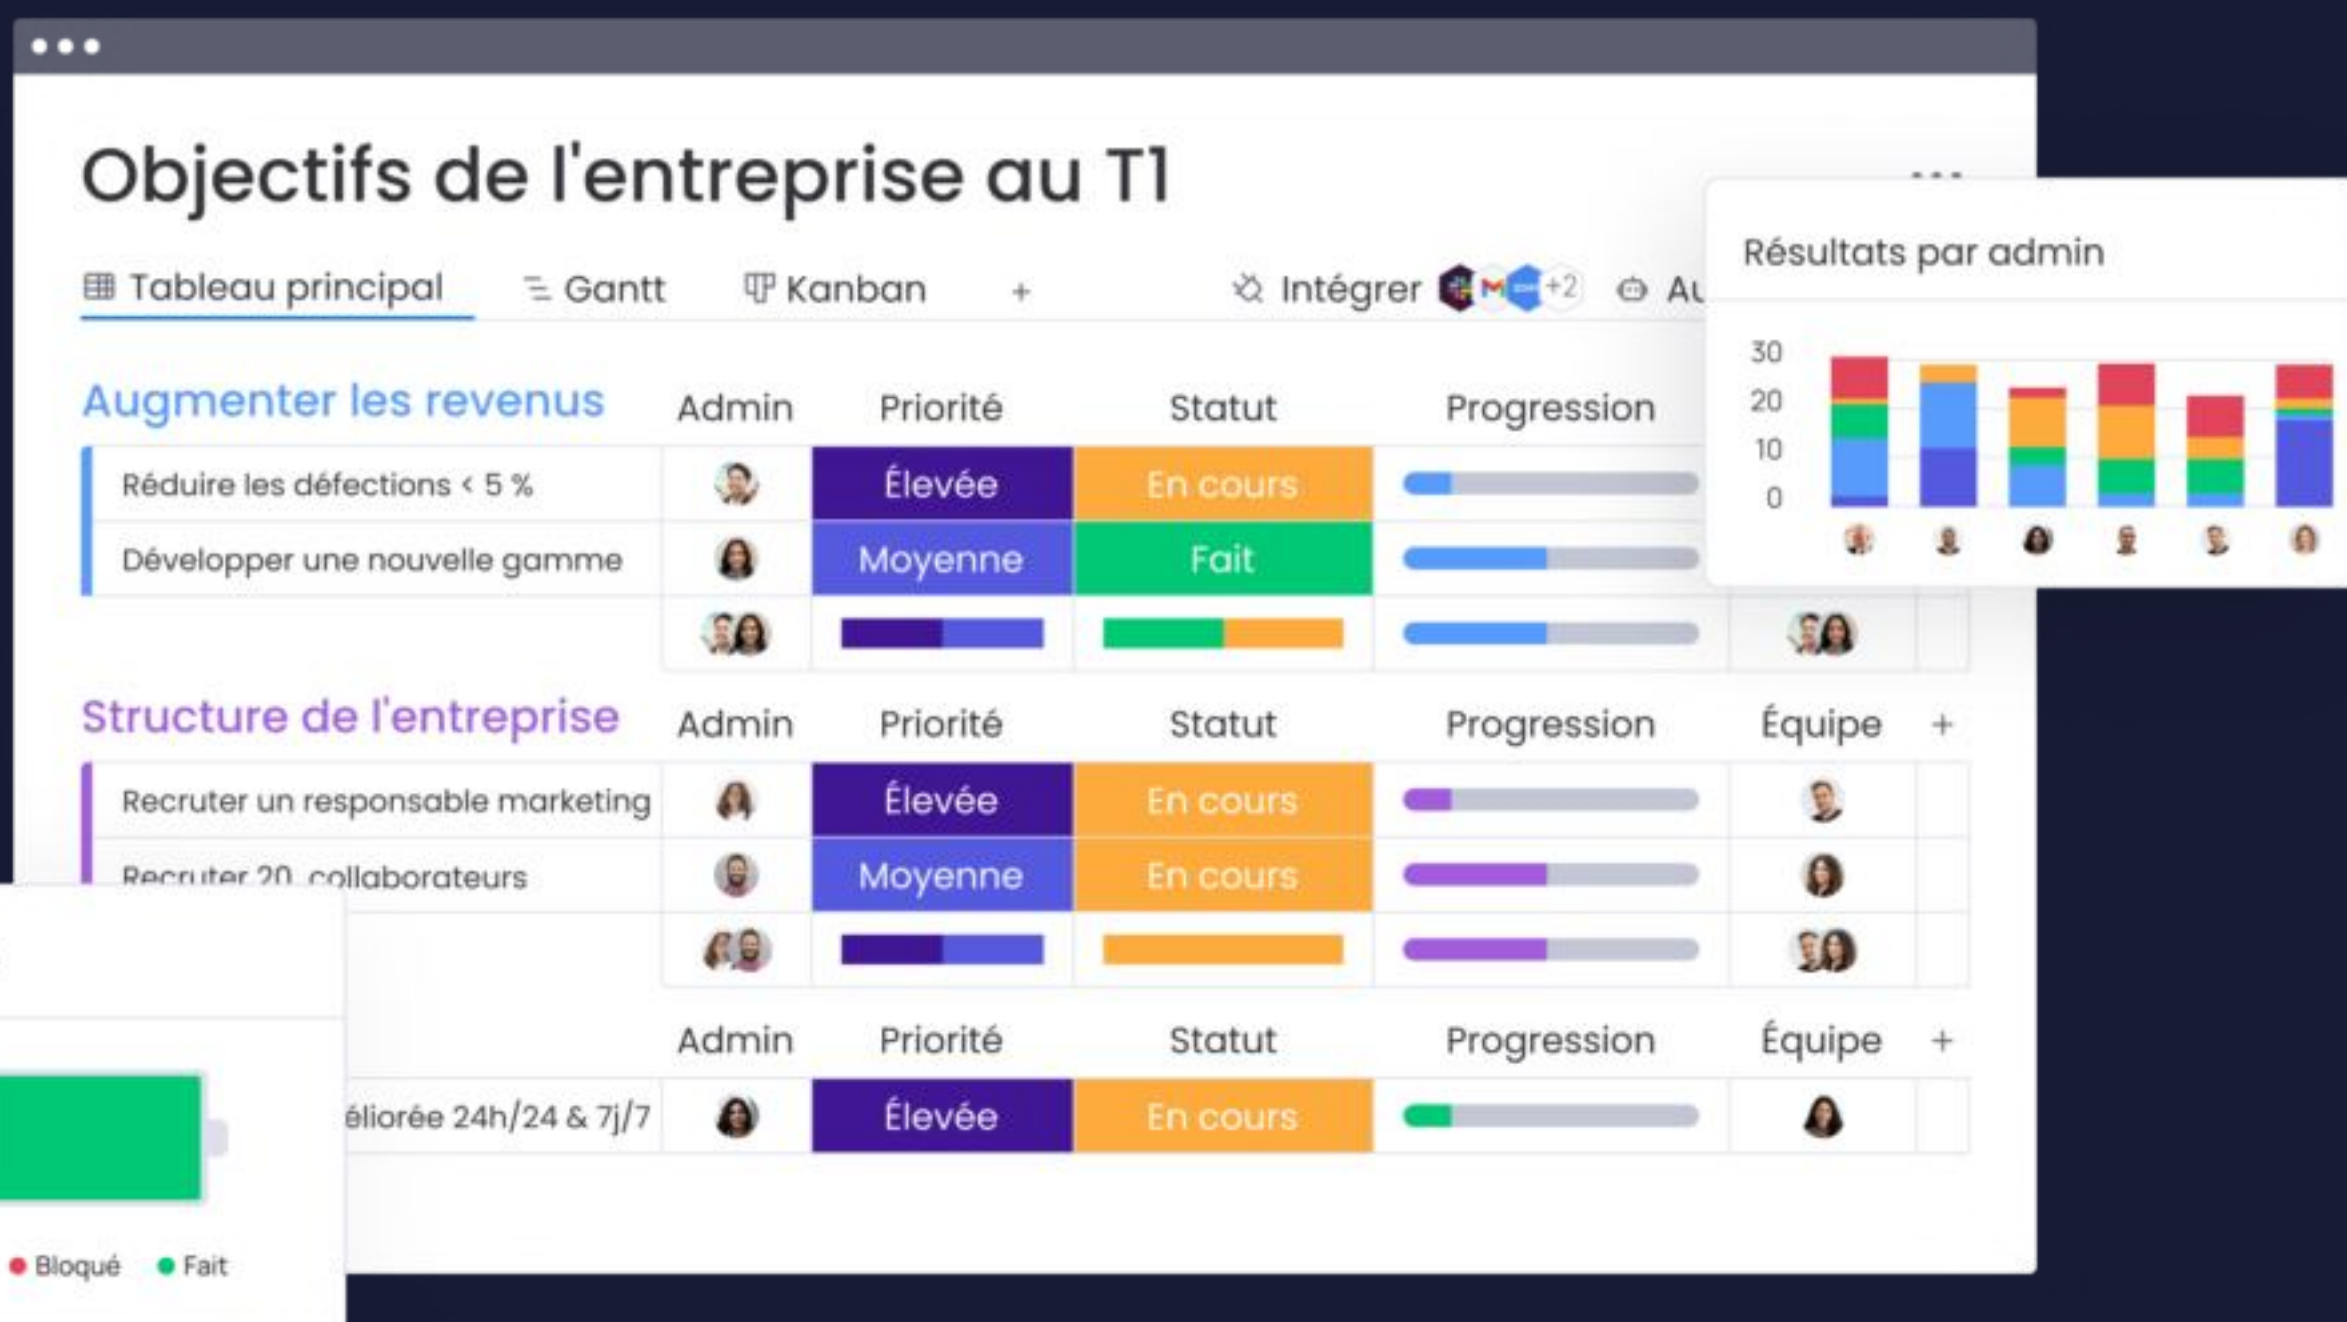 Objectifs de l'entreprise au T1
Tableau principal Gantt Kanban + Intégrer +2
Augmenter les revenus Admin Priorité Statut Progression
Réduire les défections < 5 % Élevée En cours
Développer une nouvelle gamme Moyenne Fait
Structure de l'entreprise Admin Priorité Statut Progression Équipe +
Recruter un responsable marketing Élevée En cours
Recruter 20 collaborateurs Moyenne En cours
Admin Priorité Statut Progression Équipe +
éliorée 24h/24 & 7j/7 Élevée En cours
Résultats par admin
30
20
10
0
Bloqué Fait